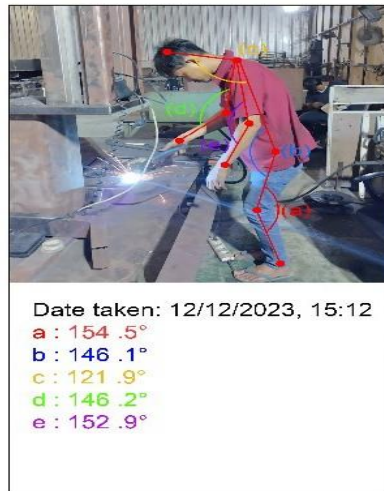 (c)
(d)
(b)
(a)
Date taken: 12/12/2023, 15:12
a : 154 .5°
b : 146 .1°
c : 121 .9°
d : 146 .2°
e : 152 .9°